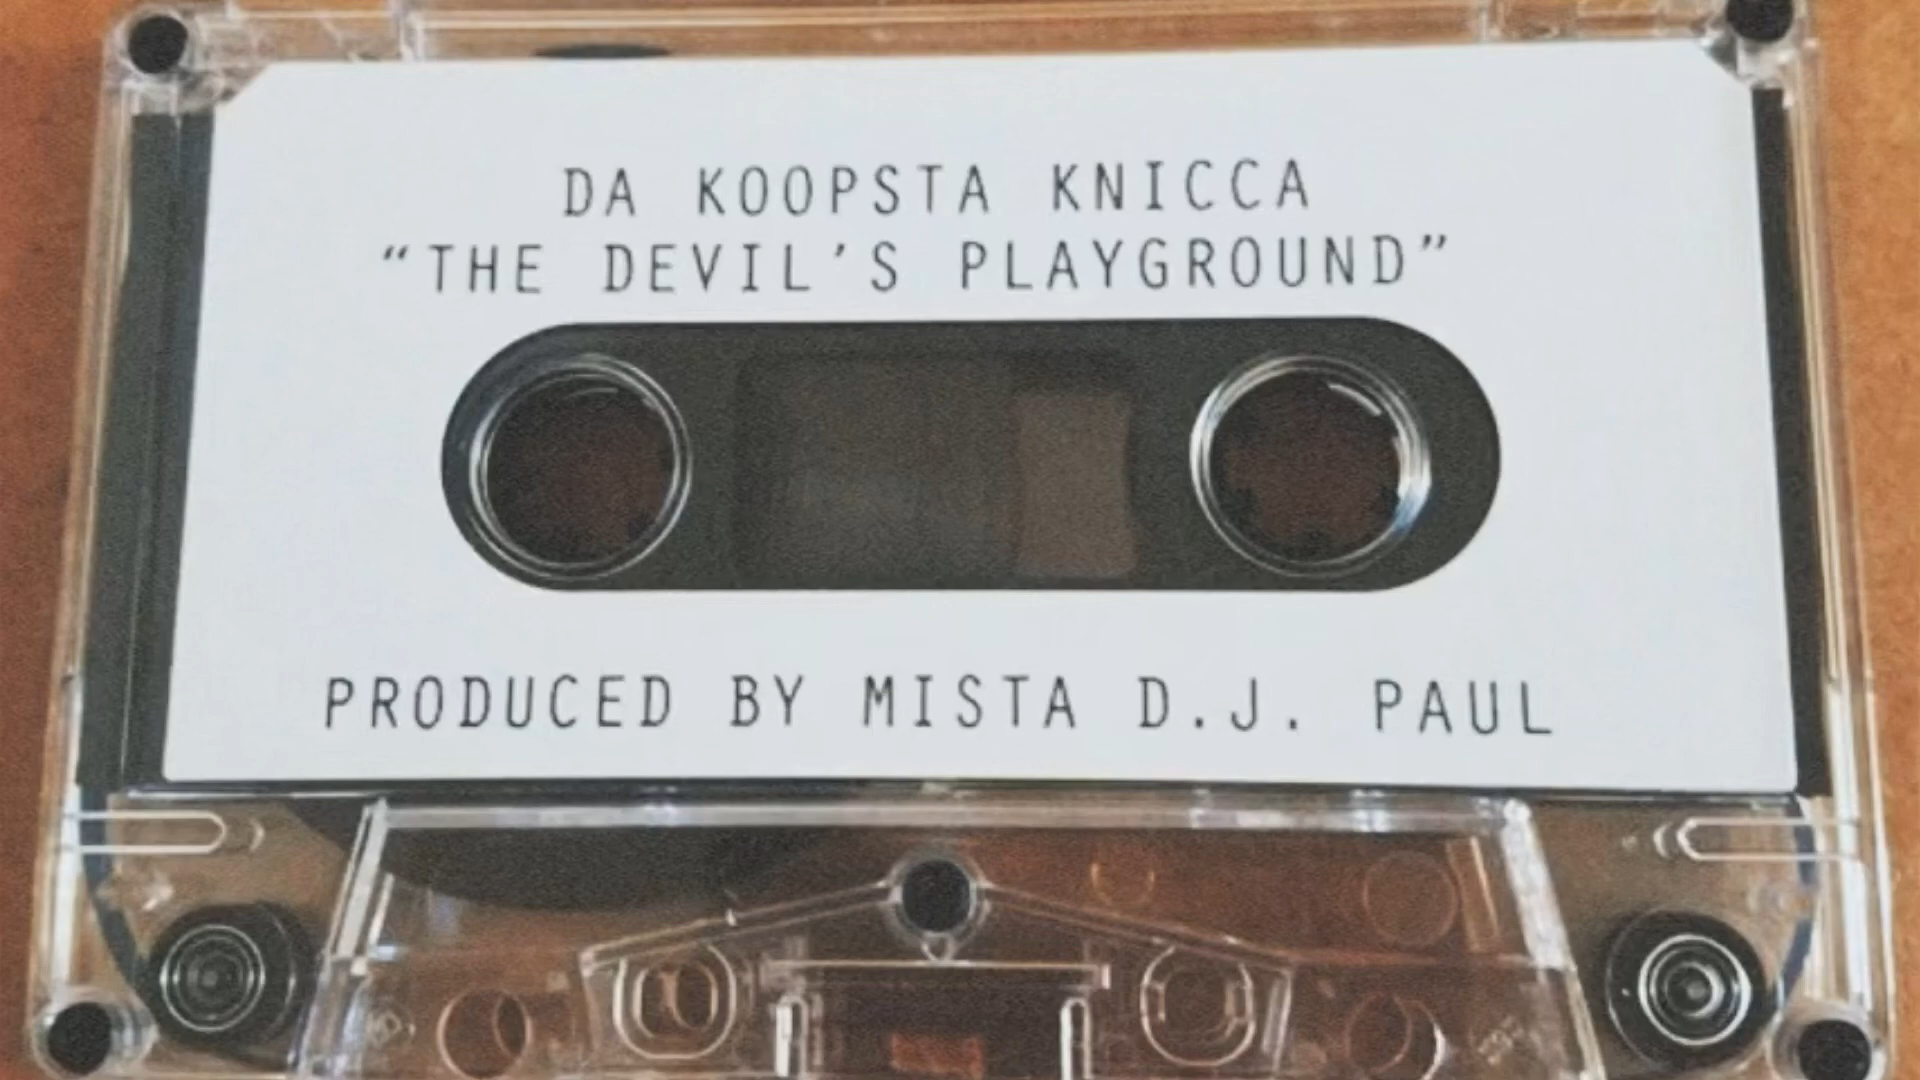 DA KOOPSTA KNICCA
“THE DEVIL’S PLAYGROUND”
PRODUCED BY MISTA D.J. PAUL